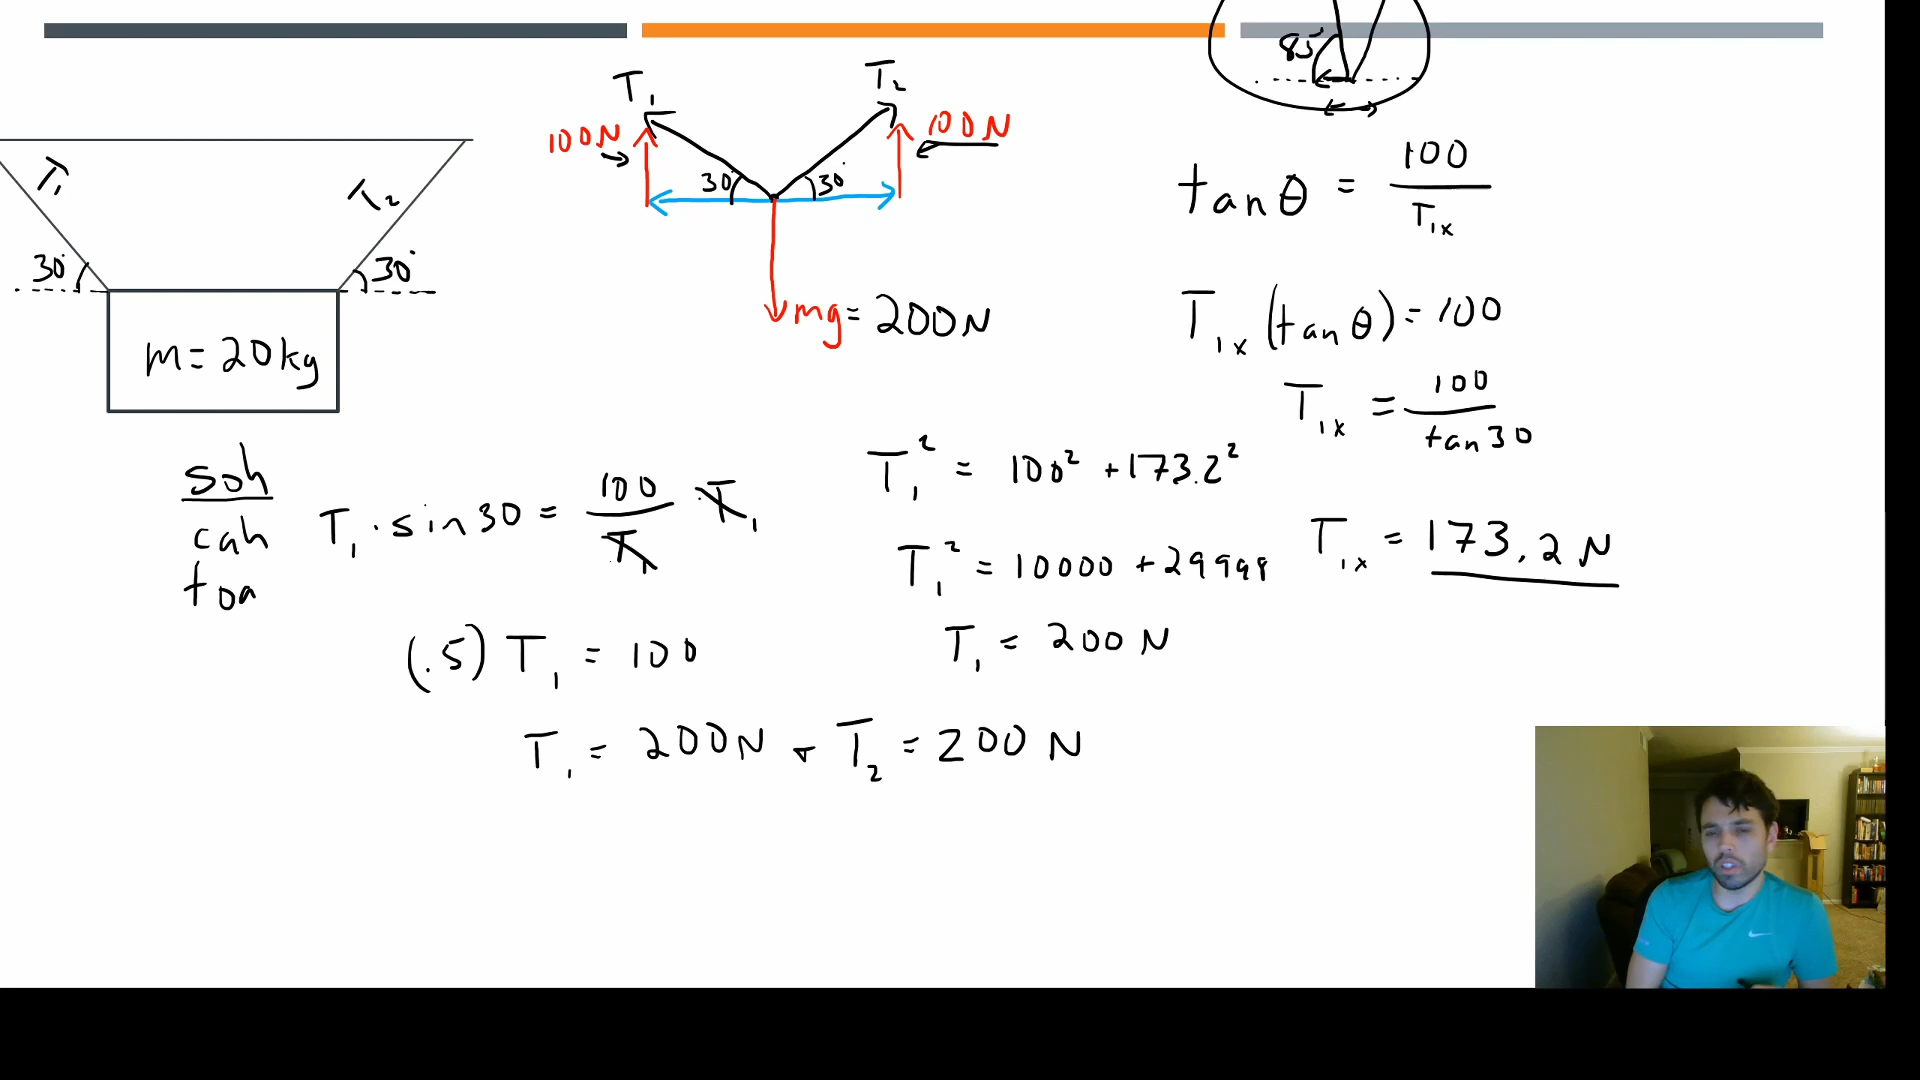 85°
T₁
T₂
100N
100N
30°
30°
mg = 200N
T₁
T₂
30°
30°
m = 20kg
tan θ = 100 / T₁ₓ
T₁ₓ (tan θ) = 100
T₁ₓ = 100 / tan 30
T₁ₓ = 173.2 N
soh
cah
toa
T₁ · sin 30 = 100 / T₁ · T₁
(.5) T₁ = 100
T₁² = 100² + 173.2²
T₁² = 10000 + 29998
T₁ = 200 N
T₁ = 200N + T₂ = 200 N